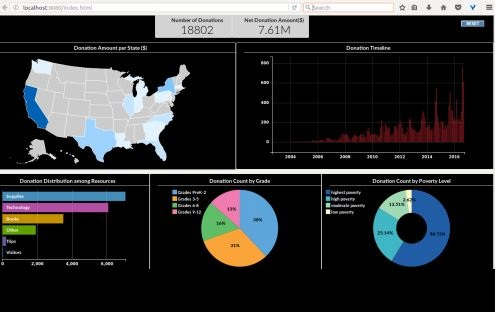 localhost:8080/index.html
Search
Number of Donations
18802
Net Donation Amount($)
7.61M
RESET
Donation Amount per State ($)
Donation Timeline
800
600
400
200
0
2004 2006 2008 2010 2012 2014 2016
Donation Distribution among Resources
Supplies
Technology
Books
Other
Trips
Visitors
0 2,000 4,000 6,000
Donation Count by Grade
Grades PreK-2
Grades 3-5
Grades 6-8
Grades 9-12
13%
38%
16%
31%
Donation Count by Poverty Level
highest poverty
high poverty
moderate poverty
low poverty
2.62%
13.51%
25.14%
58.72%